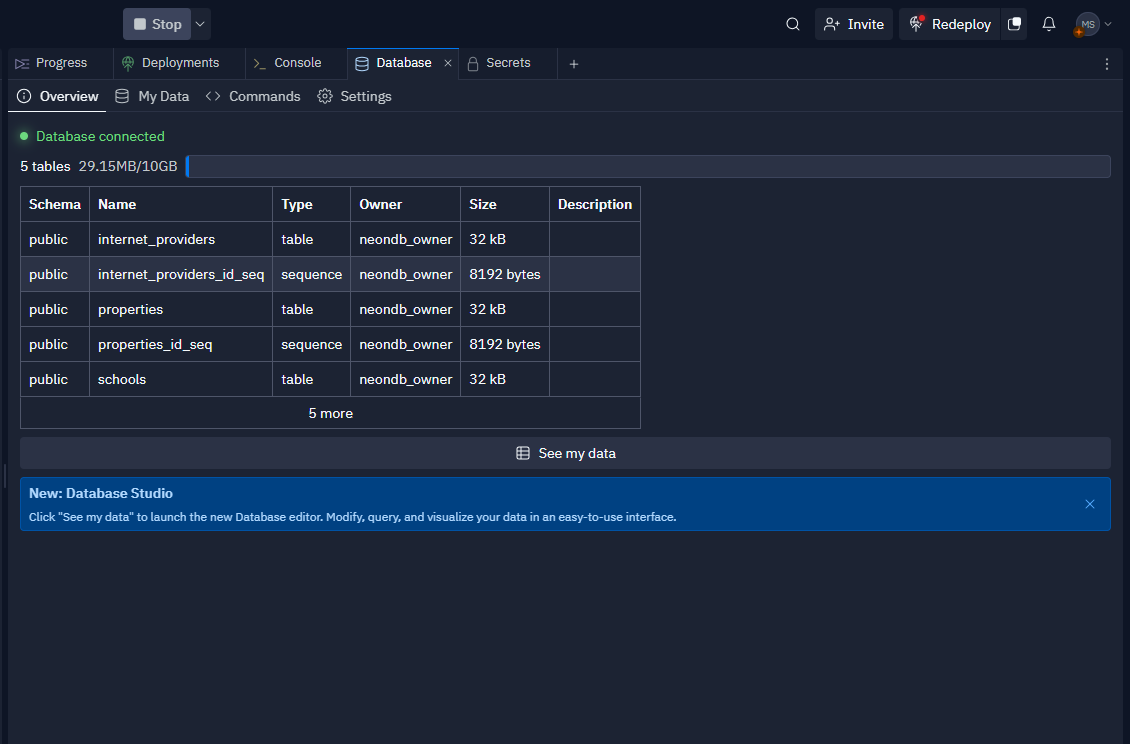 Stop
Invite
Redeploy
MS
Progress
Deployments
Console
Database
Secrets
Overview
My Data
Commands
Settings
Database connected
5 tables 29.15MB/10GB
Schema Name Type Owner Size Description
public internet_providers table neondb_owner 32 kB
public internet_providers_id_seq sequence neondb_owner 8192 bytes
public properties table neondb_owner 32 kB
public properties_id_seq sequence neondb_owner 8192 bytes
public schools table neondb_owner 32 kB
5 more
See my data
New: Database Studio
Click "See my data" to launch the new Database editor. Modify, query, and visualize your data in an easy-to-use interface.